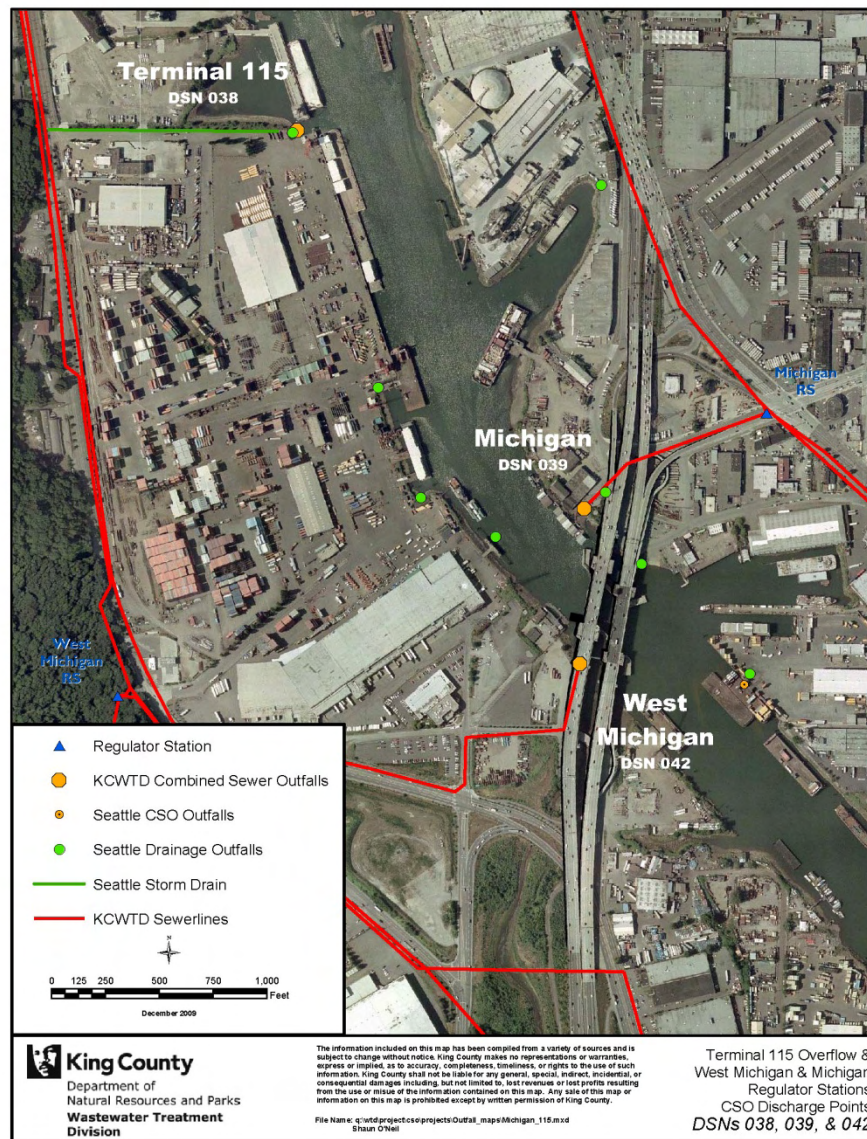 Terminal 115
DSN 038
Michigan
RS
Michigan
DSN 039
West
Michigan
RS
West
Michigan
DSN 042
Regulator Station
KCWTD Combined Sewer Outfalls
Seattle CSO Outfalls
Seattle Drainage Outfalls
Seattle Storm Drain
KCWTD Sewerlines
N
0 125 250 500 750 1,000
Feet
December 2009
King County
Department of
Natural Resources and Parks
Wastewater Treatment
Division
The information included on this map has been compiled from a variety of sources and is
subject to change without notice. King County makes no representations or warranties,
express or implied, as to accuracy, completeness, timeliness, or rights to the use of such
information. King County shall not be liable for any general, special, indirect, incidental, or
consequential damages including, but not limited to, lost revenues or lost profits resulting
from the use or misuse of the information contained on this map. Any sale of this map or
information on this map is prohibited except by written permission of King County.
File Name: q:\wtd\project\cso\projects\Outfall_maps\Michigan_115.mxd
Shaun O'Neil
Terminal 115 Overflow &
West Michigan & Michigan
Regulator Stations
CSO Discharge Points
DSNs 038, 039, & 042